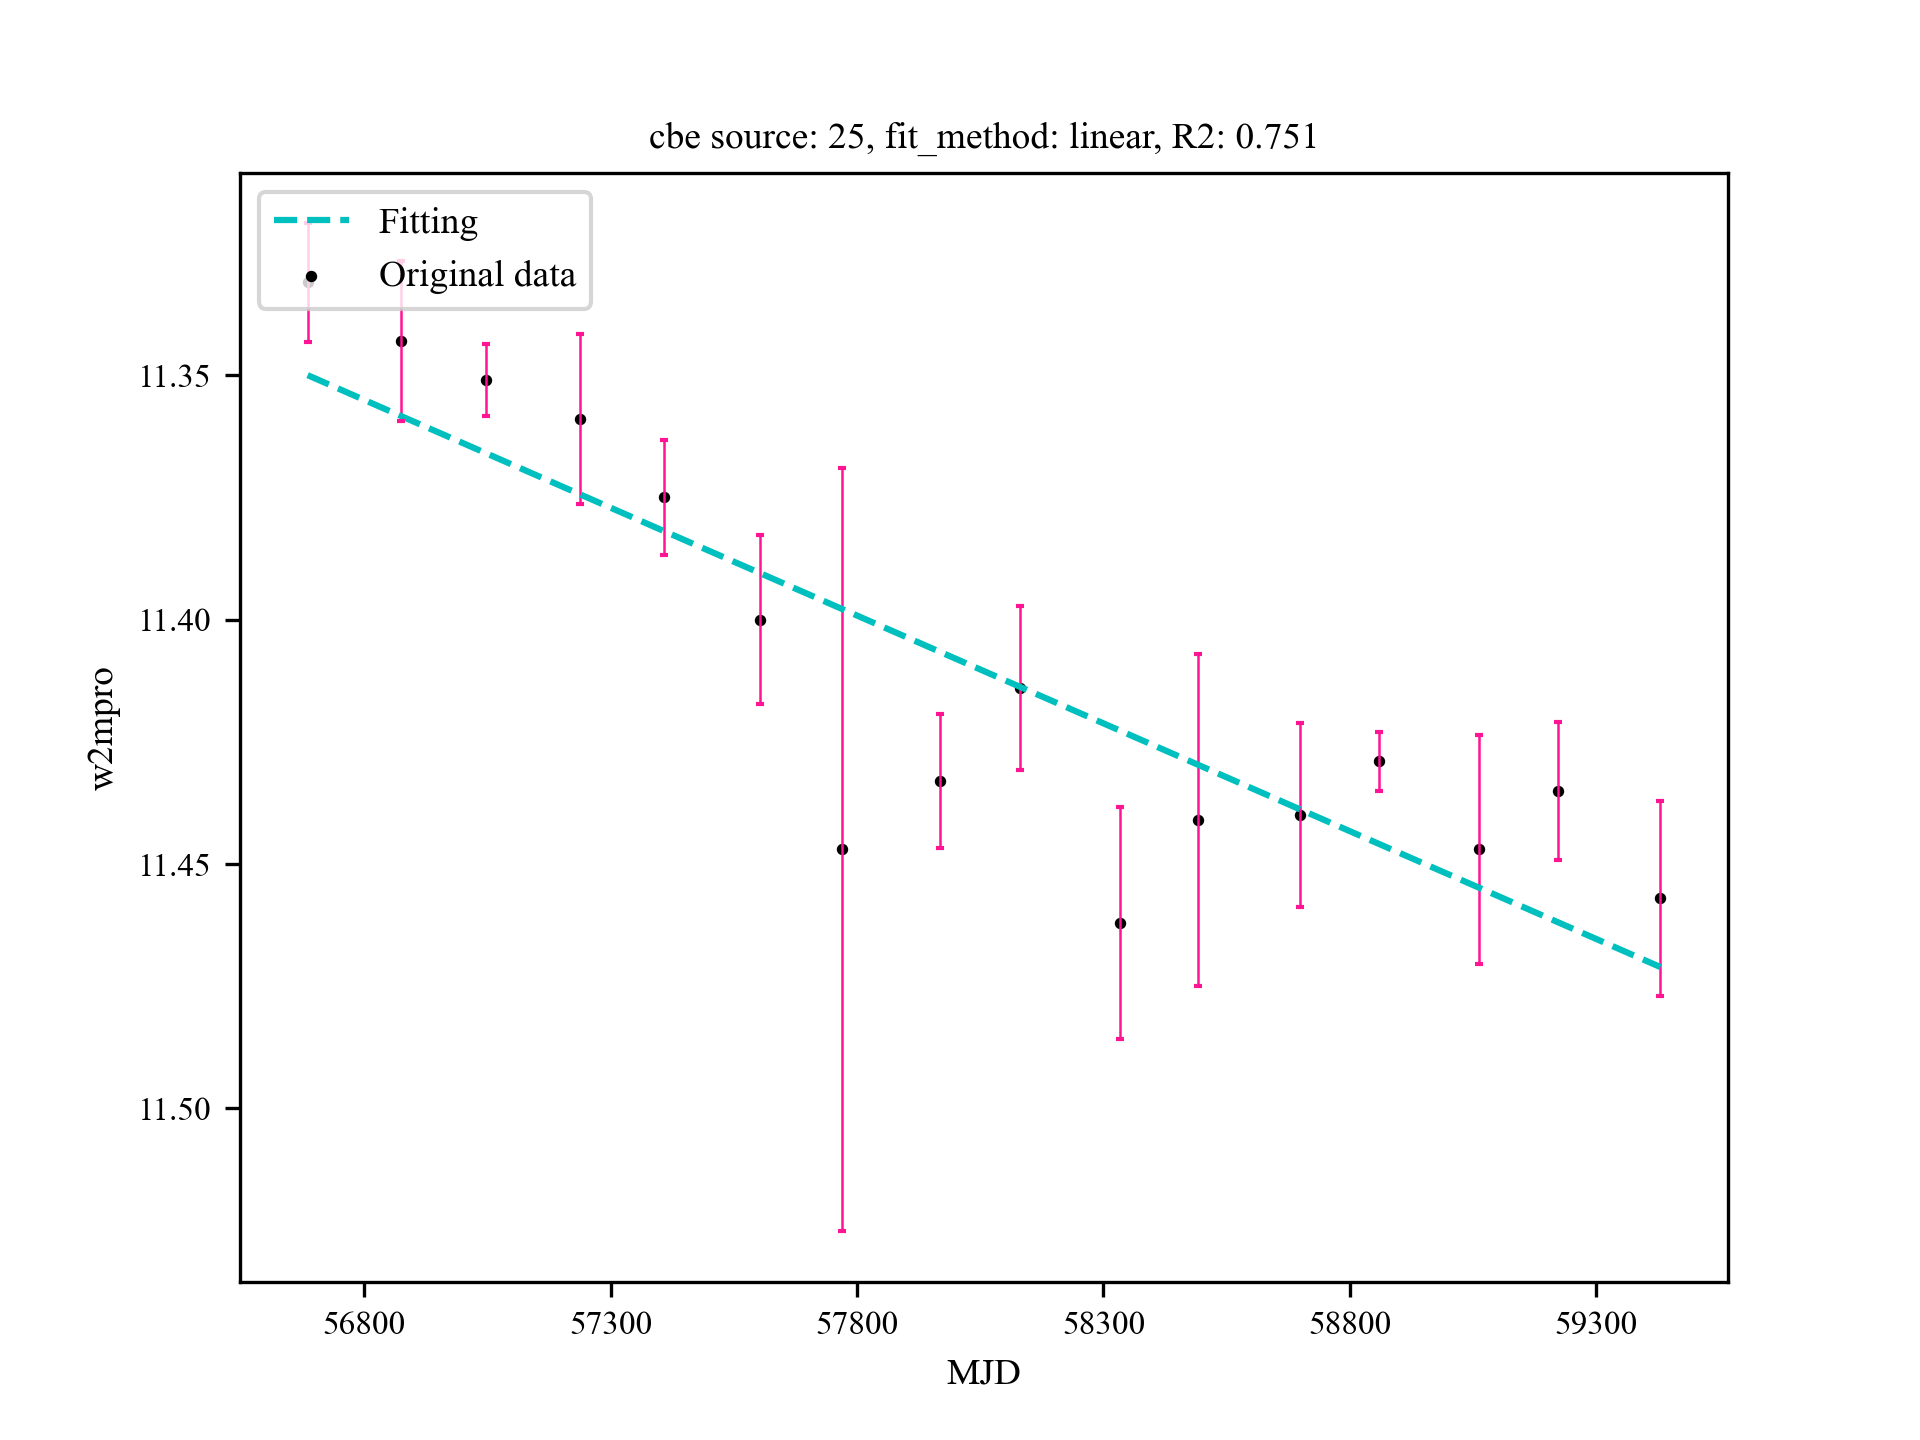 cbe source: 25, fit_method: linear, R2: 0.751
Fitting
Original data
11.35
11.40
11.45
11.50
w2mpro
56800 57300 57800 58300 58800 59300
MJD